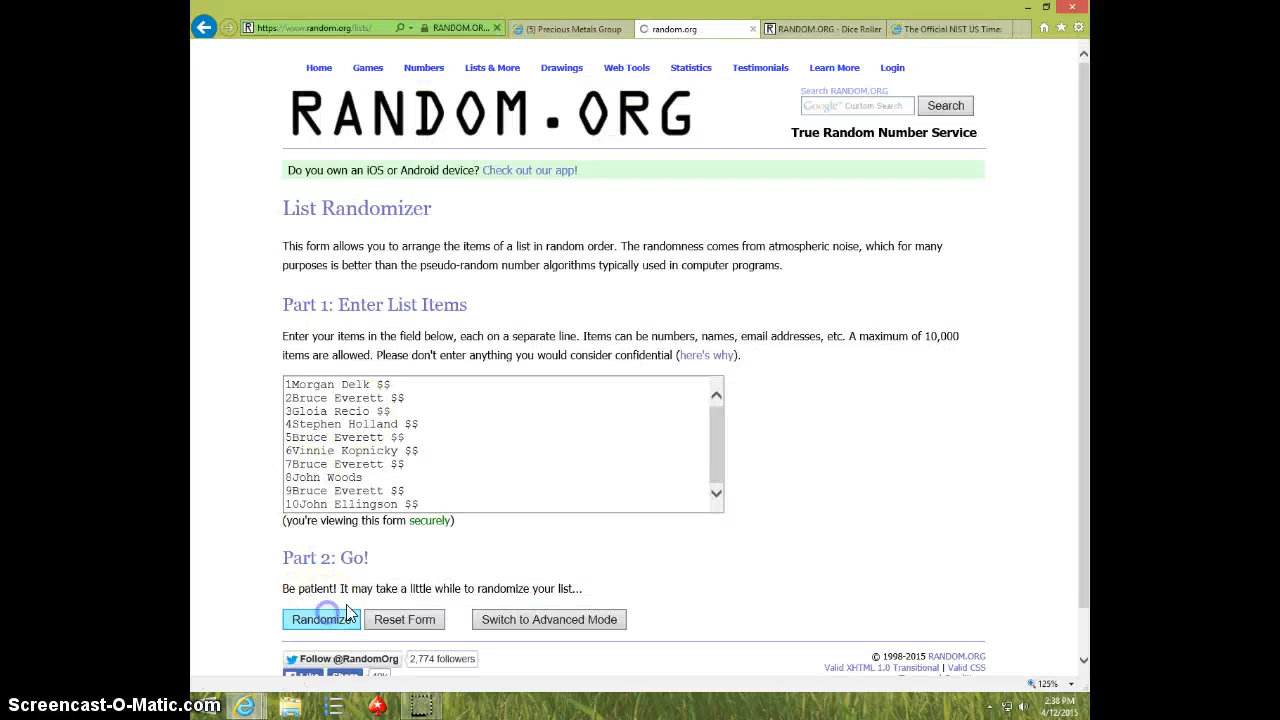 https://www.random.org/lists/
RANDOM.OR...
(5) Precious Metals Group
random.org
RANDOM.ORG - Dice Roller
The Official NIST US Time:
Home Games Numbers Lists & More Drawings Web Tools Statistics Testimonials Learn More Login
RANDOM.ORG
Search RANDOM.ORG
Google™ Custom Search
Search
True Random Number Service
Do you own an iOS or Android device? Check out our app!
List Randomizer
This form allows you to arrange the items of a list in random order. The randomness comes from atmospheric noise, which for many
purposes is better than the pseudo-random number algorithms typically used in computer programs.
Part 1: Enter List Items
Enter your items in the field below, each on a separate line. Items can be numbers, names, email addresses, etc. A maximum of 10,000
items are allowed. Please don't enter anything you would consider confidential (here's why).
1Morgan Delk $$
2Bruce Everett $$
3Gloia Recio $$
4Stephen Holland $$
5Bruce Everett $$
6Vinnie Kopnicky $$
7Bruce Everett $$
8John Woods
9Bruce Everett $$
10John Ellingson $$
(you're viewing this form securely)
Part 2: Go!
Be patient! It may take a little while to randomize your list...
Randomize
Reset Form
Switch to Advanced Mode
Follow @RandomOrg
2,774 followers
Like
Share
© 1998-2015 RANDOM.ORG
Valid XHTML 1.0 Transitional | Valid CSS
125%
2:38 PM
4/12/2015
Screencast-O-Matic.com